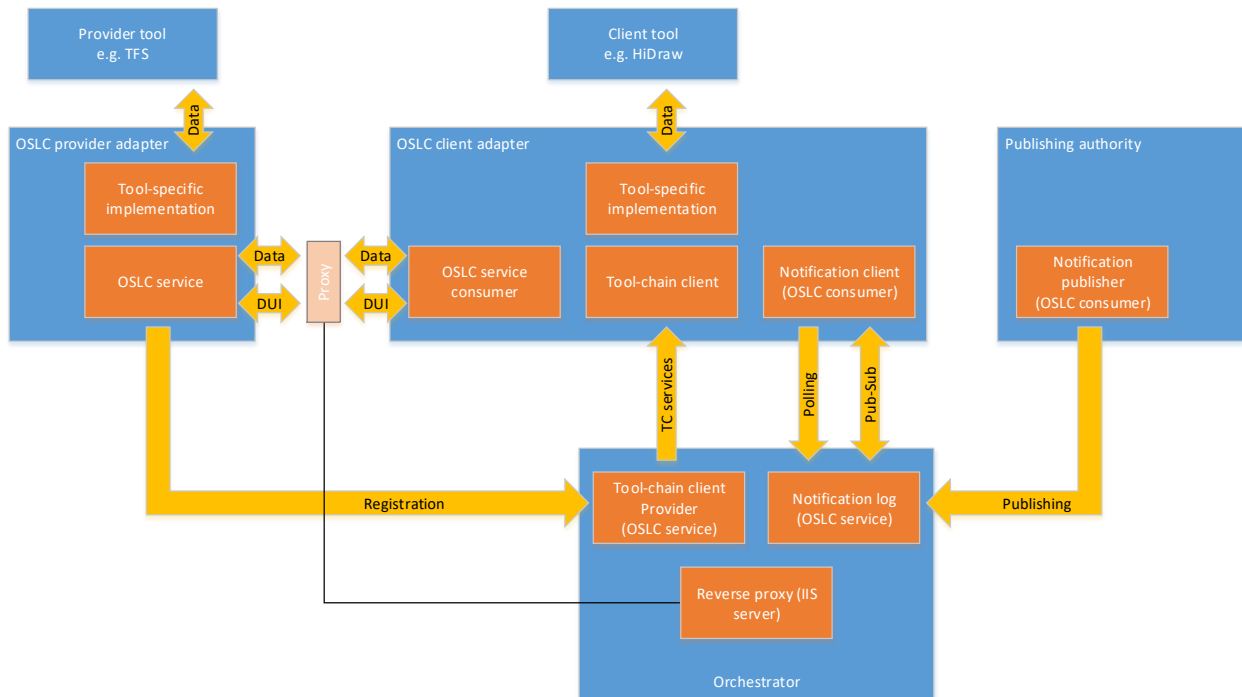 Provider tool
e.g. TFS
Client tool
e.g. HiDraw
Data
Data
OSLC provider adapter
OSLC client adapter
Publishing authority
Tool-specific
implementation
Tool-specific
implementation
OSLC service
Data
DUI
Proxy
Data
DUI
OSLC service
consumer
Tool-chain client
Notification client
(OSLC consumer)
Notification
publisher
(OSLC consumer)
TC services
Polling
Pub-Sub
Registration
Tool-chain client
Provider
(OSLC service)
Notification log
(OSLC service)
Publishing
Reverse proxy (IIS
server)
Orchestrator